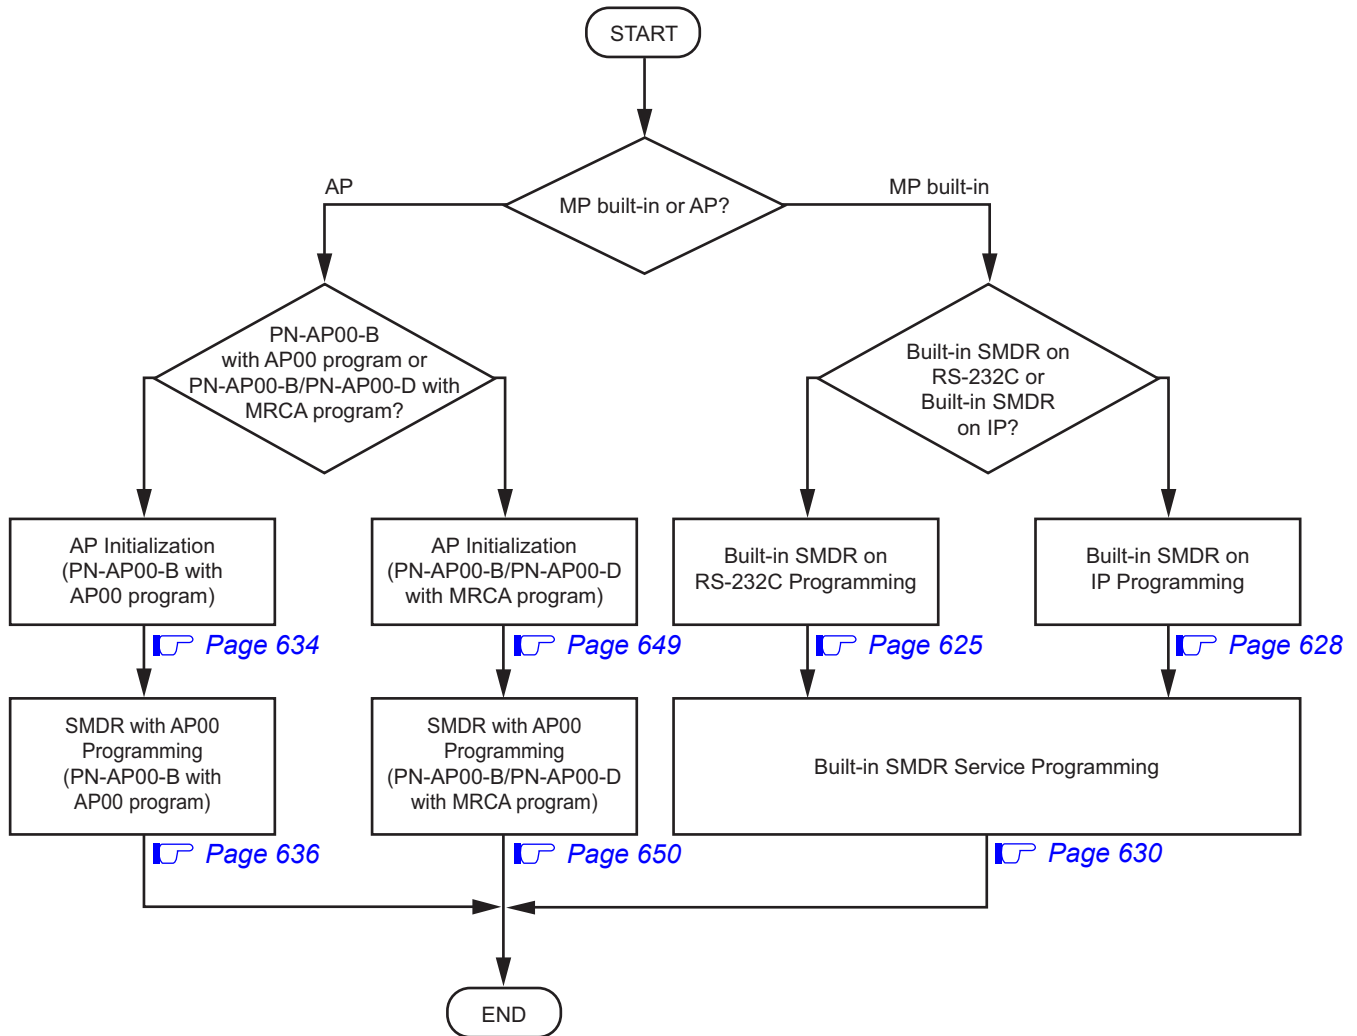 START
MP built-in or AP?
AP
MP built-in
PN-AP00-B
with AP00 program or
PN-AP00-B/PN-AP00-D with
MRCA program?
Built-in SMDR on
RS-232C or
Built-in SMDR
on IP?
AP Initialization
(PN-AP00-B with
AP00 program)
AP Initialization
(PN-AP00-B/PN-AP00-D
with MRCA program)
Built-in SMDR on
RS-232C Programming
Built-in SMDR on
IP Programming
Page 634
Page 649
Page 625
Page 628
SMDR with AP00
Programming
(PN-AP00-B with
AP00 program)
SMDR with AP00
Programming
(PN-AP00-B/PN-AP00-D
with MRCA program)
Built-in SMDR Service Programming
Page 636
Page 650
Page 630
END